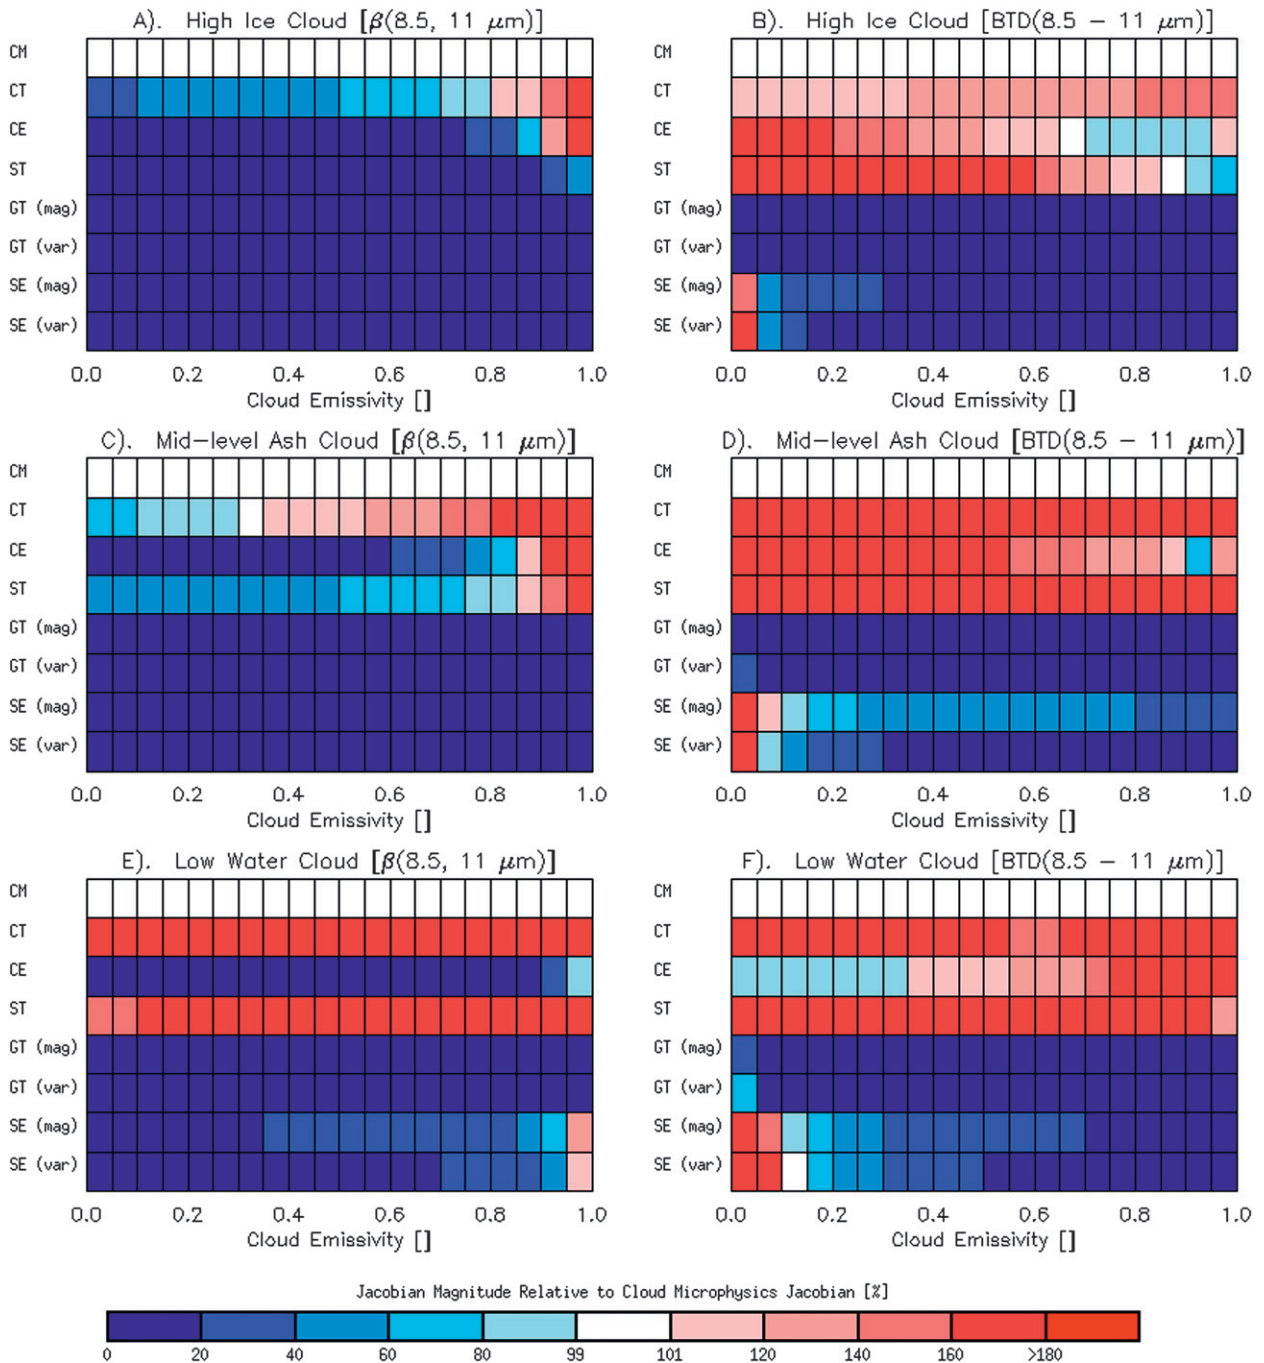 A). High Ice Cloud [β(8.5, 11 μm)]
CM
CT
CE
ST
GT (mag)
GT (var)
SE (mag)
SE (var)
0.0 0.2 0.4 0.6 0.8 1.0
Cloud Emissivity []
B). High Ice Cloud [BTD(8.5 − 11 μm)]
CM
CT
CE
ST
GT (mag)
GT (var)
SE (mag)
SE (var)
0.0 0.2 0.4 0.6 0.8 1.0
Cloud Emissivity []
C). Mid−level Ash Cloud [β(8.5, 11 μm)]
CM
CT
CE
ST
GT (mag)
GT (var)
SE (mag)
SE (var)
0.0 0.2 0.4 0.6 0.8 1.0
Cloud Emissivity []
D). Mid−level Ash Cloud [BTD(8.5 − 11 μm)]
CM
CT
CE
ST
GT (mag)
GT (var)
SE (mag)
SE (var)
0.0 0.2 0.4 0.6 0.8 1.0
Cloud Emissivity []
E). Low Water Cloud [β(8.5, 11 μm)]
CM
CT
CE
ST
GT (mag)
GT (var)
SE (mag)
SE (var)
0.0 0.2 0.4 0.6 0.8 1.0
Cloud Emissivity []
F). Low Water Cloud [BTD(8.5 − 11 μm)]
CM
CT
CE
ST
GT (mag)
GT (var)
SE (mag)
SE (var)
0.0 0.2 0.4 0.6 0.8 1.0
Cloud Emissivity []
Jacobian Magnitude Relative to Cloud Microphysics Jacobian [%]
0 20 40 60 80 99 101 120 140 160 >180